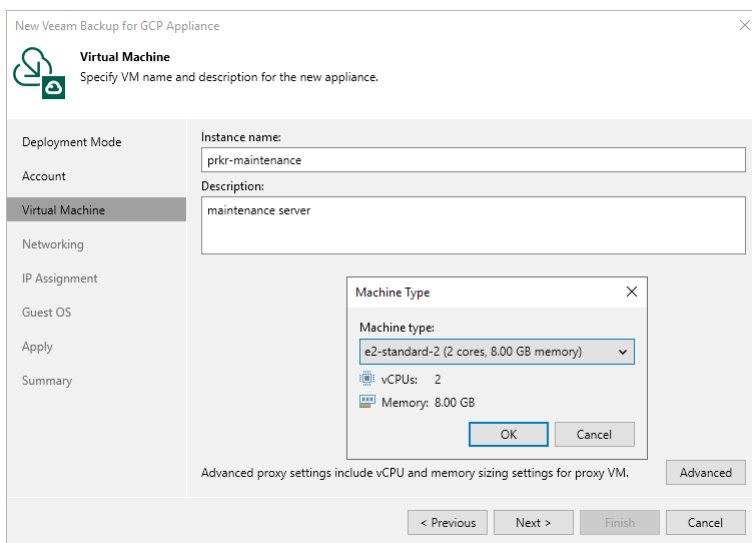 New Veeam Backup for GCP Appliance
Virtual Machine
Specify VM name and description for the new appliance.
Deployment Mode
Account
Virtual Machine
Networking
IP Assignment
Guest OS
Apply
Summary
Instance name:
prkr-maintenance
Description:
maintenance server
Machine Type
Machine type:
e2-standard-2 (2 cores, 8.00 GB memory)
vCPUs: 2
Memory: 8.00 GB
OK Cancel
Advanced proxy settings include vCPU and memory sizing settings for proxy VM. Advanced
< Previous Next > Finish Cancel